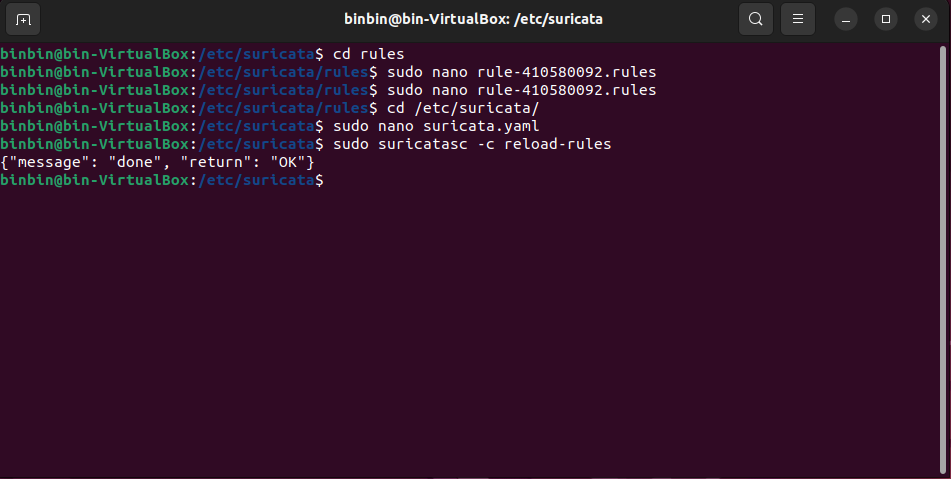 binbin@bin-VirtualBox: /etc/suricata
binbin@bin-VirtualBox:/etc/suricata$ cd rules
binbin@bin-VirtualBox:/etc/suricata/rules$ sudo nano rule-410580092.rules
binbin@bin-VirtualBox:/etc/suricata/rules$ sudo nano rule-410580092.rules
binbin@bin-VirtualBox:/etc/suricata/rules$ cd /etc/suricata/
binbin@bin-VirtualBox:/etc/suricata$ sudo nano suricata.yaml
binbin@bin-VirtualBox:/etc/suricata$ sudo suricatasc -c reload-rules
{"message": "done", "return": "OK"}
binbin@bin-VirtualBox:/etc/suricata$